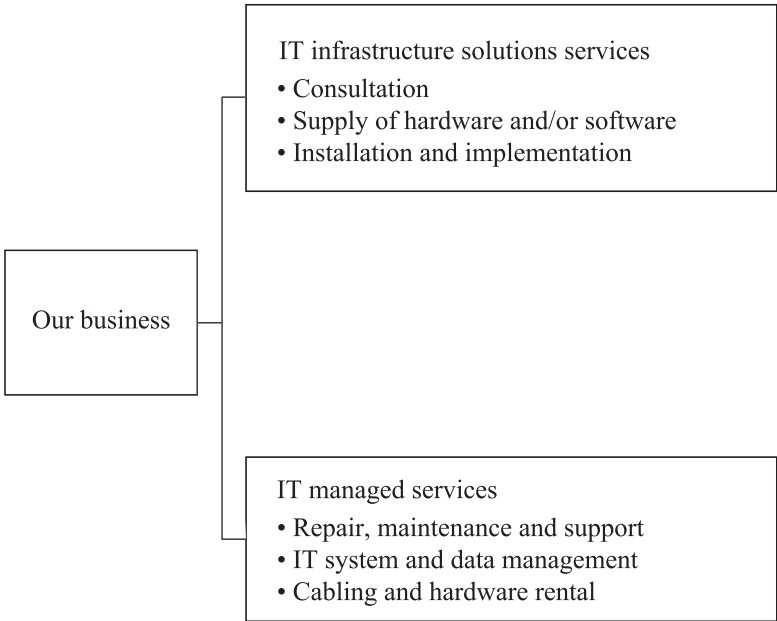 IT infrastructure solutions services
• Consultation
• Supply of hardware and/or software
• Installation and implementation
Our business
IT managed services
• Repair, maintenance and support
• IT system and data management
• Cabling and hardware rental